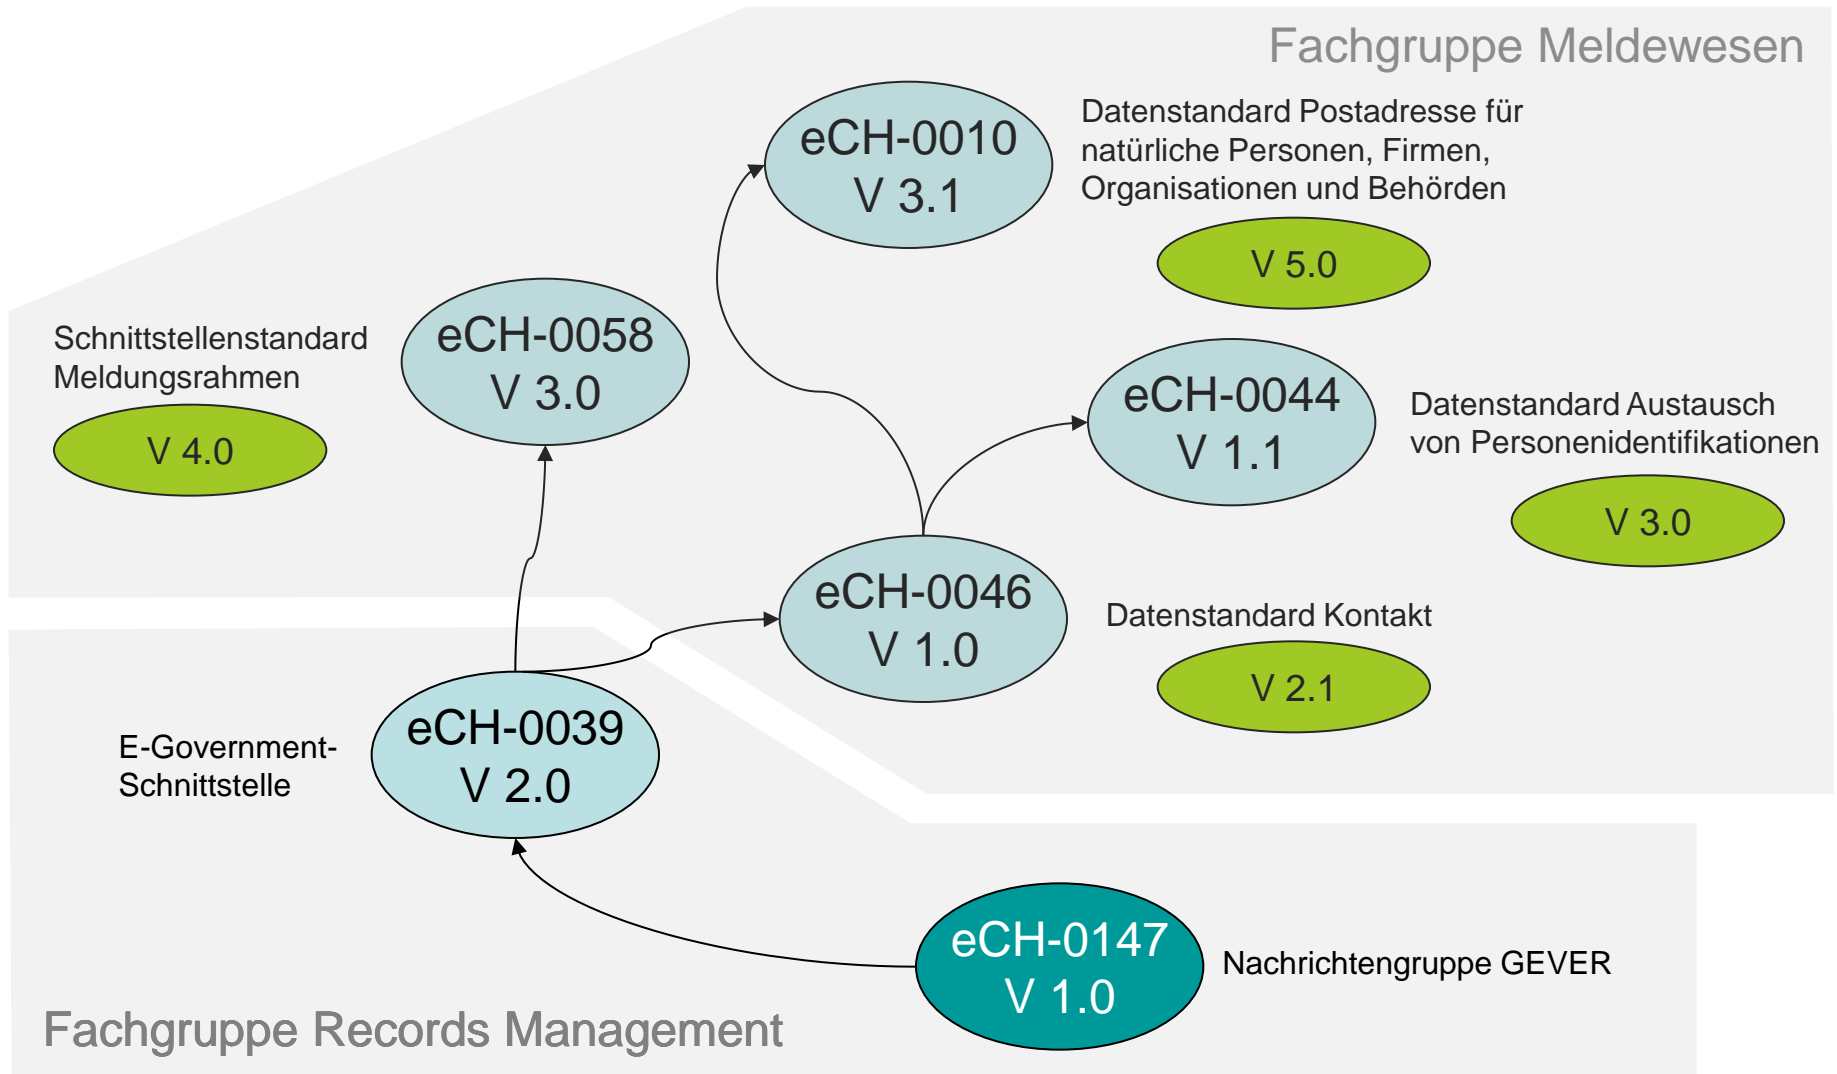 Fachgruppe Meldewesen
eCH-0010
V 3.1
Datenstandard Postadresse für
natürliche Personen, Firmen,
Organisationen und Behörden
V 5.0
Schnittstellenstandard
Meldungsrahmen
V 4.0
eCH-0058
V 3.0
eCH-0044
V 1.1
Datenstandard Austausch
von Personenidentifikationen
V 3.0
eCH-0046
V 1.0
Datenstandard Kontakt
V 2.1
E-Government-
Schnittstelle
eCH-0039
V 2.0
eCH-0147
V 1.0
Nachrichtengruppe GEVER
Fachgruppe Records Management